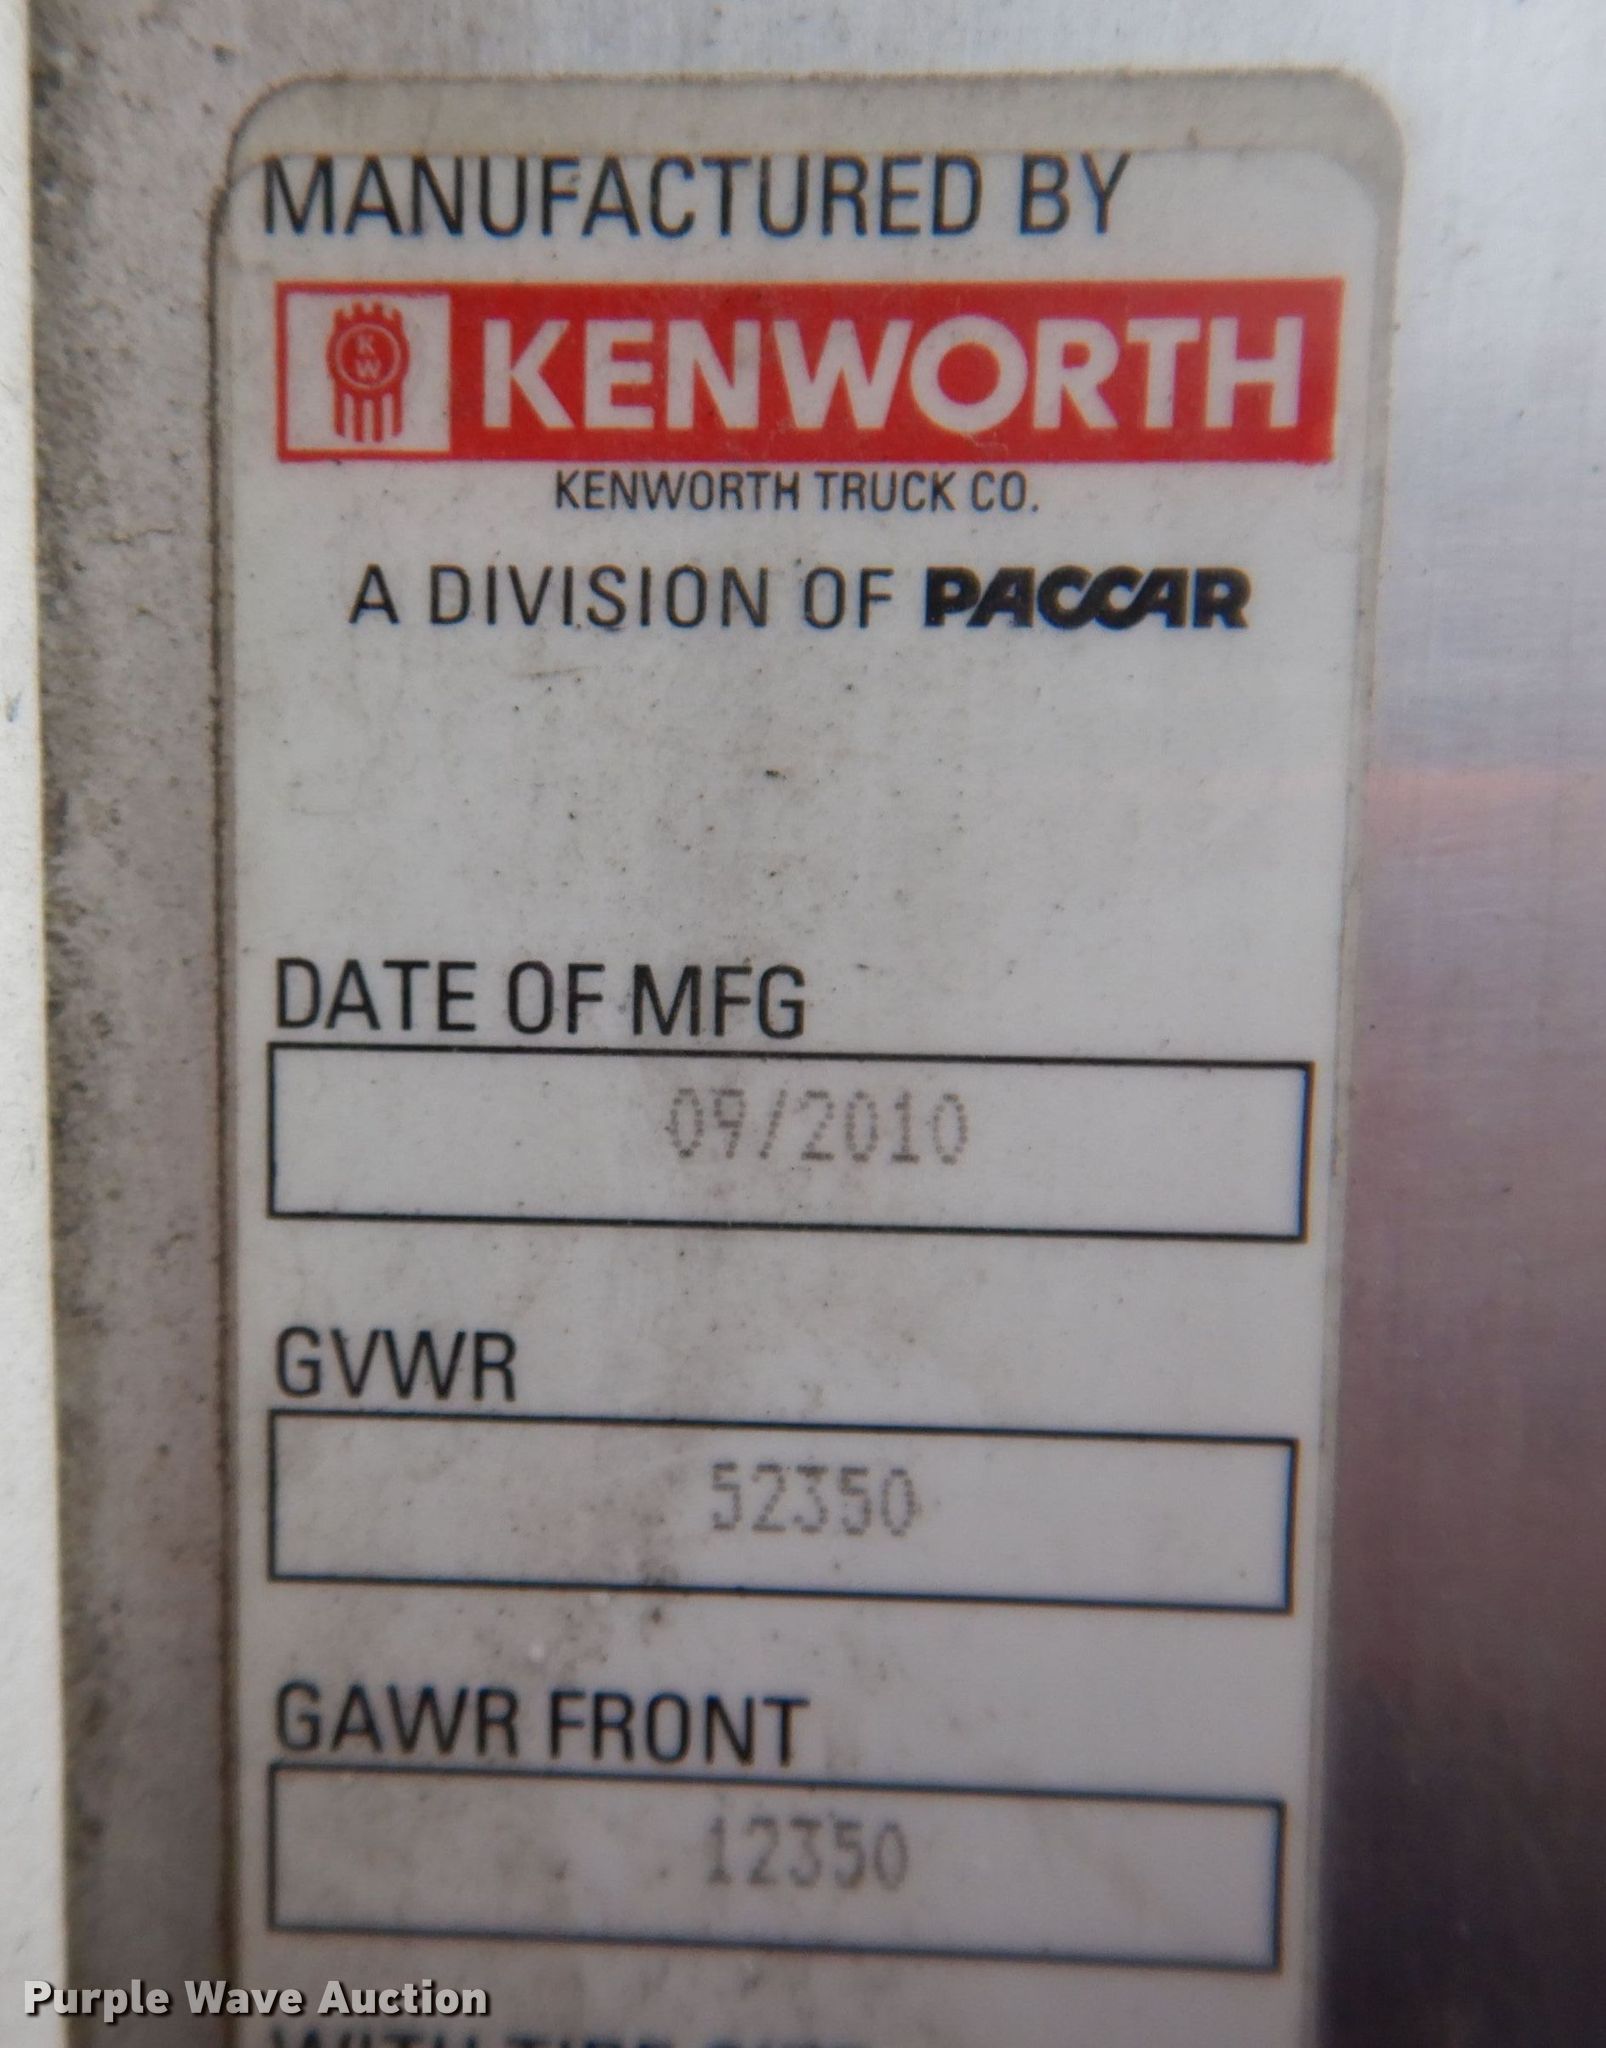 MANUFACTURED BY
KW KENWORTH
KENWORTH TRUCK CO.
A DIVISION OF PACCAR
DATE OF MFG
09/2010
GVWR
52350
GAWR FRONT
12350
Purple Wave Auction